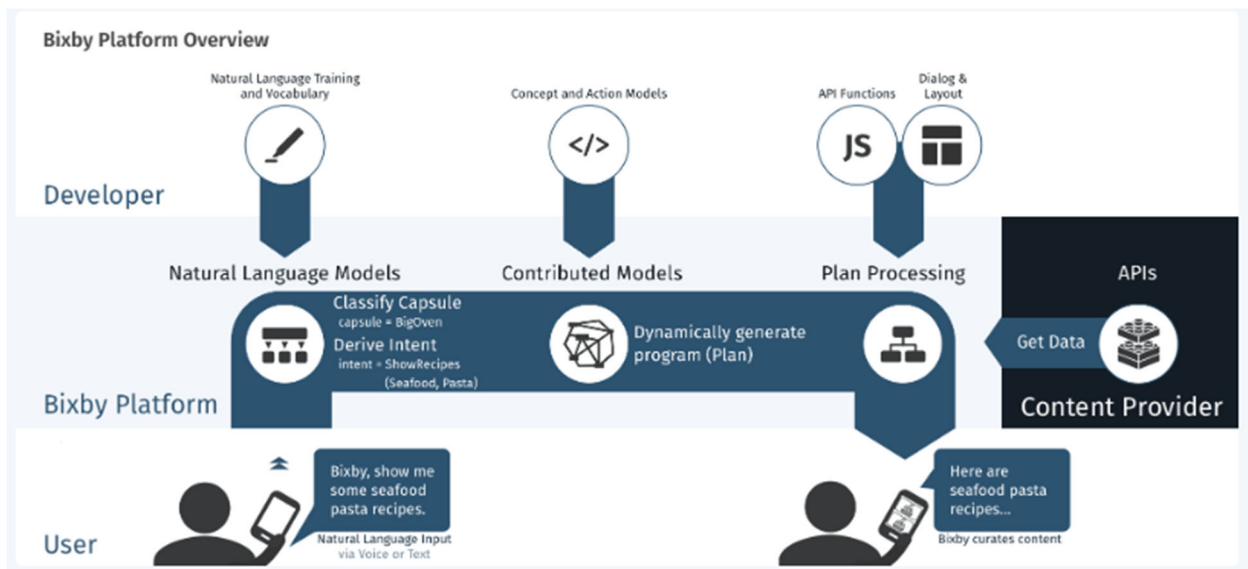 Bixby Platform Overview
Natural Language Training
and Vocabulary
Concept and Action Models
API Functions
Dialog &
Layout
</>
JS
Developer
Natural Language Models
Contributed Models
Plan Processing
APIs
Classify Capsule
capsule = BigOven
Derive Intent
intent = ShowRecipes
(Seafood, Pasta)
Dynamically generate
program (Plan)
Get Data
Bixby Platform
Content Provider
Bixby, show me
some seafood
pasta recipes.
Here are
seafood pasta
recipes...
User
Natural Language Input
via Voice or Text
Bixby curates content